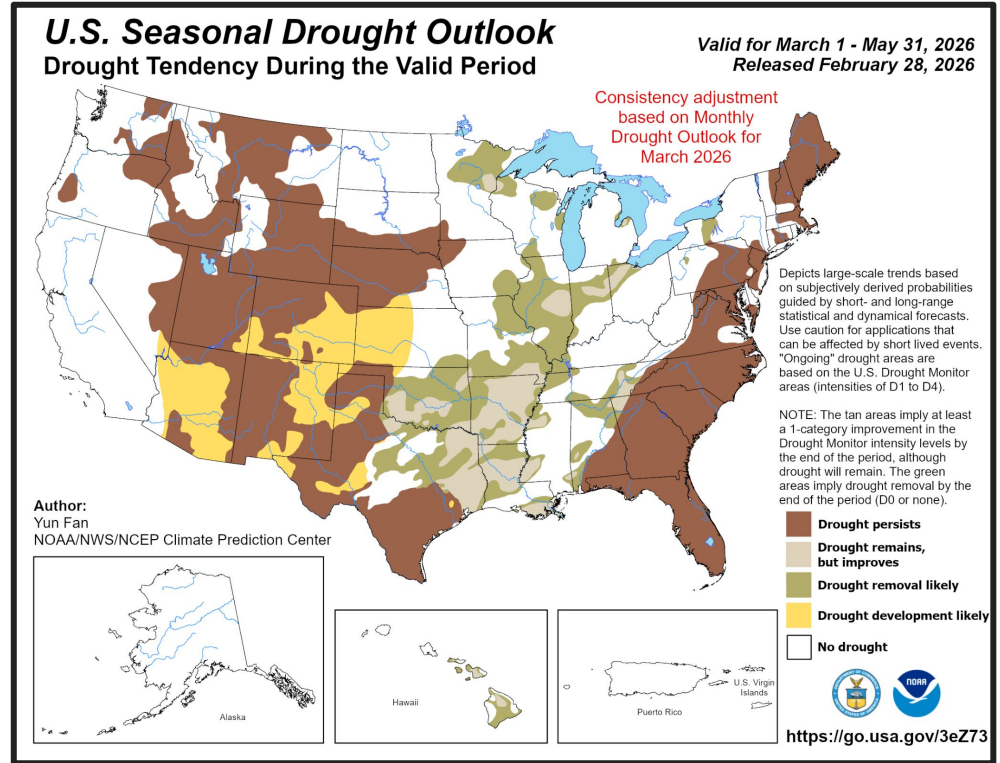 U.S. Seasonal Drought Outlook
Drought Tendency During the Valid Period
Valid for March 1 - May 31, 2026
Released February 28, 2026
Consistency adjustment
based on Monthly
Drought Outlook for
March 2026
Depicts large-scale trends based
on subjectively derived probabilities
guided by short- and long-range
statistical and dynamical forecasts.
Use caution for applications that
can be affected by short lived events.
"Ongoing" drought areas are
based on the U.S. Drought Monitor
areas (intensities of D1 to D4).
NOTE: The tan areas imply at least
a 1-category improvement in the
Drought Monitor intensity levels by
the end of the period, although
drought will remain. The green
areas imply drought removal by the
end of the period (D0 or none).
Author:
Yun Fan
NOAA/NWS/NCEP Climate Prediction Center
Drought persists
Drought remains,
but improves
Drought removal likely
Drought development likely
No drought
Alaska
Hawaii
Puerto Rico
U.S. Virgin
Islands
NOAA
https://go.usa.gov/3eZ73